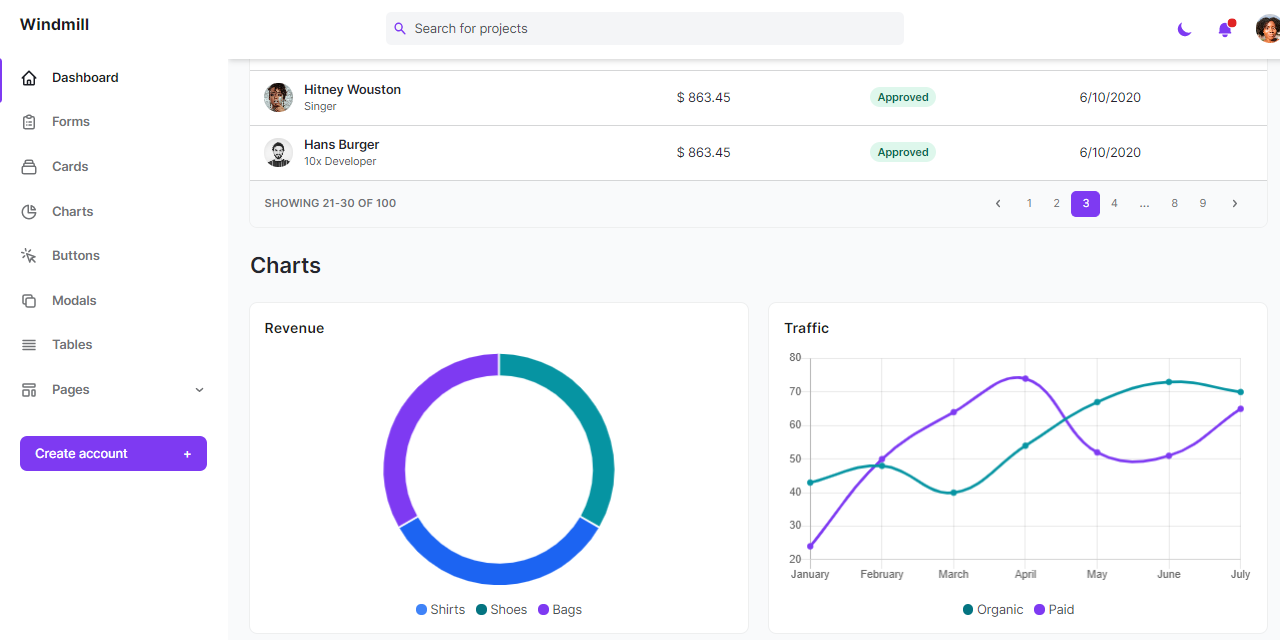 Windmill
Search for projects
Dashboard
Forms
Cards
Charts
Buttons
Modals
Tables
Pages
Create account +
Hitney Wouston
Singer
$ 863.45
Approved
6/10/2020
Hans Burger
10x Developer
$ 863.45
Approved
6/10/2020
SHOWING 21-30 OF 100
1 2 3 4 ... 8 9
Charts
Revenue
Shirts Shoes Bags
Traffic
80
70
60
50
40
30
20
January February March April May June July
Organic Paid